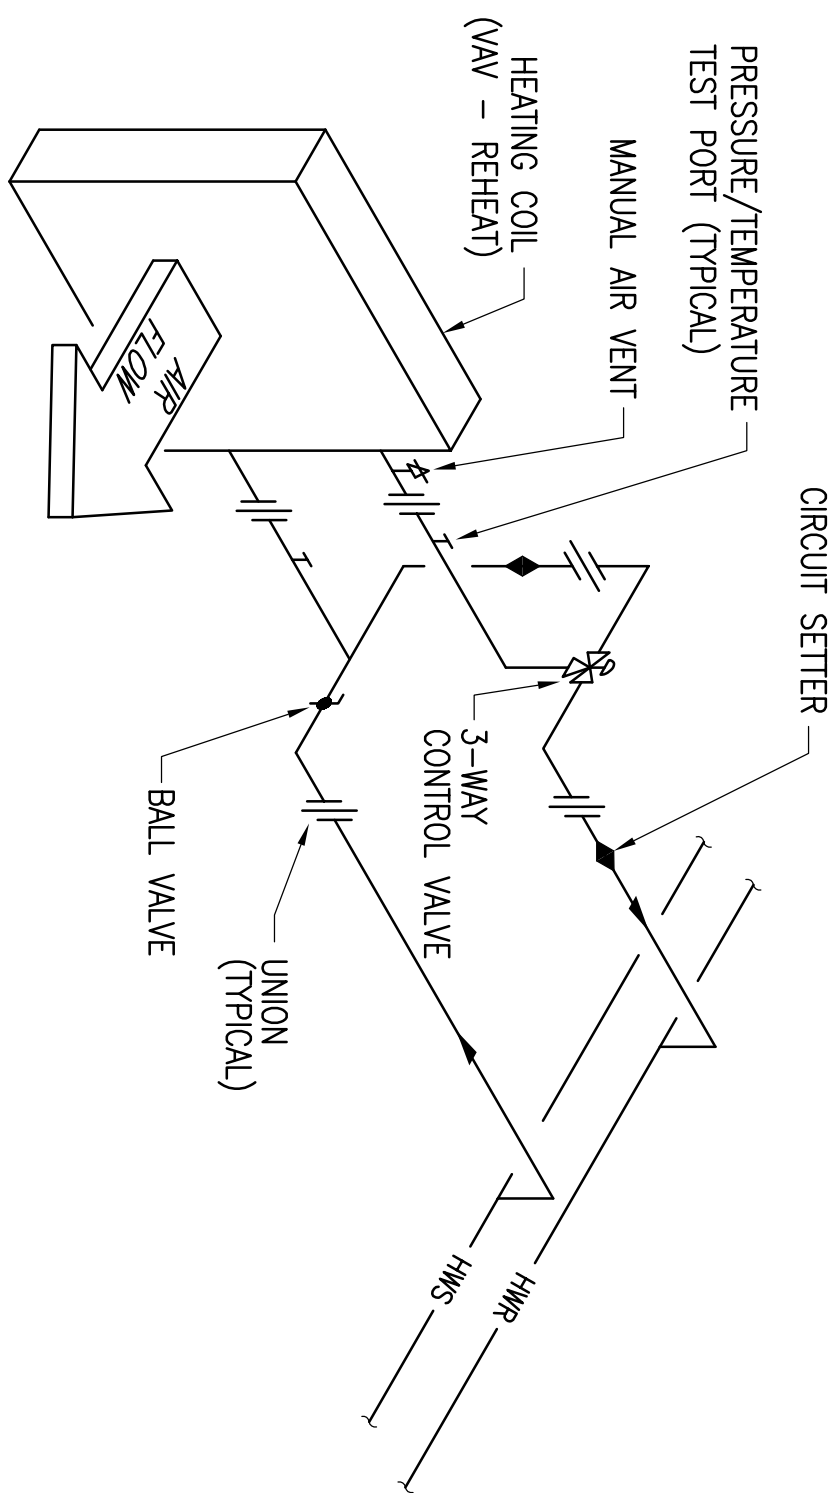 PRESSURE/TEMPERATURE
TEST PORT (TYPICAL)
MANUAL AIR VENT
HEATING COIL
(VAV - REHEAT)
AIR
FLOW
CIRCUIT SETTER
3-WAY
CONTROL VALVE
BALL VALVE
UNION
(TYPICAL)
HWR
HWS